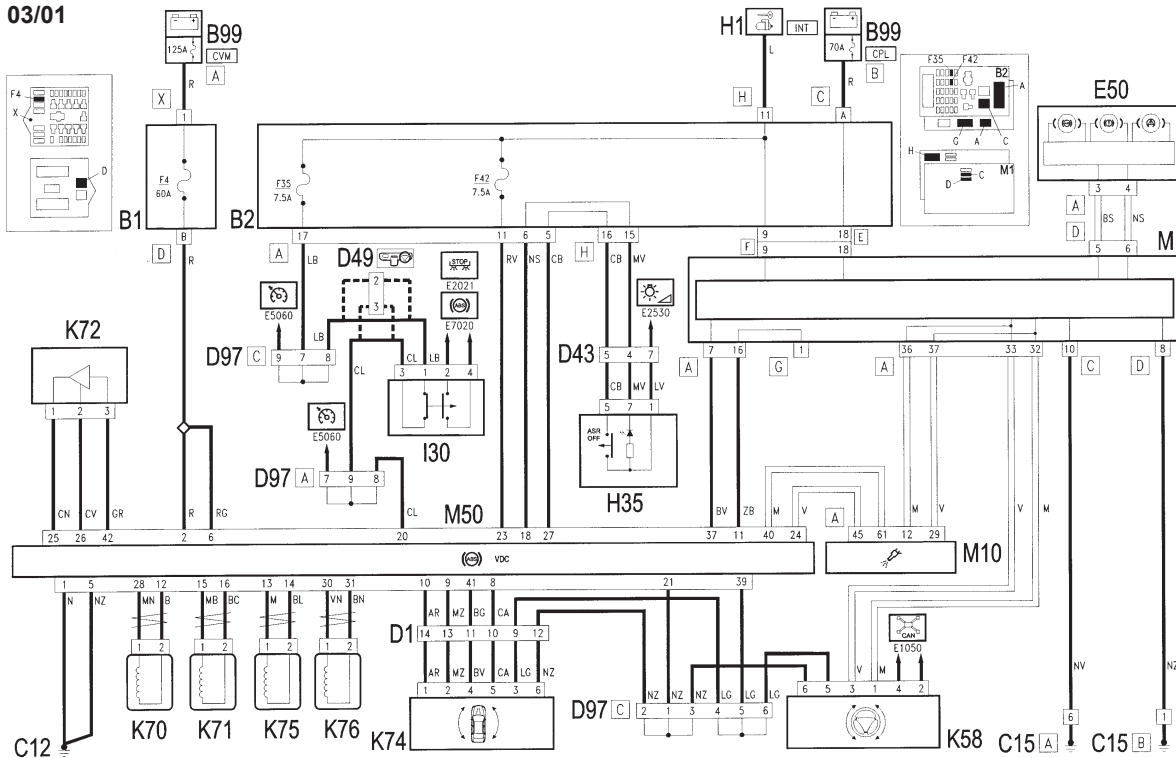 03/01
B99
125A
CVM
A
R
X
1
F4
X
D
F4
60A
B1
B
D
R
H1
INT
L
H
11
B99
70A
CPL
B
R
C
A
F35 F42
B2
A
G A C
H
M1
D C
E50
3 4
A
BS NS
D
5 6
M
F35
7.5A
F42
7.5A
B2
17 11 6 5 16 15 9 18
A H F E
9 18
LB RV NS CB CB MV
D49
2
3
STOP
E2021
ABS
E7020
E2530
E5060
LB
CL LB
D97 C 9 7 8
CL
3 1 2 4
I30
D43 5 4 7
CB MV LV
5 7 1
ASR
OFF
H35
7 16 1 36 37 33 32 10 8
A G A C D
K72
1 2 3
E5060
D97 A 7 9 8
CN CV GR R RG CL
M50
BV ZB M V
A
M V V M
25 26 42 2 6 20 23 18 27 37 11 40 24
45 61 12 29
M10
ABS VDC
1 5 28 12 15 16 13 14 30 31 10 9 41 8 21 39
N NZ MN B MB BC M BL VN BN AR MZ BG CA
D1 14 13 11 10 9 12
AR MZ BV CA LG NZ
1 2 1 2 1 2 1 2
K70 K71 K75 K76
C12
1 2 4 5 3 6
K74
NZ NZ NZ LG LG LG
D97 C 2 1 3 4 5 6
CAN
E1050
V M
6 5 3 1 4 2
K58
NV NZ
6 1
C15 A C15 B